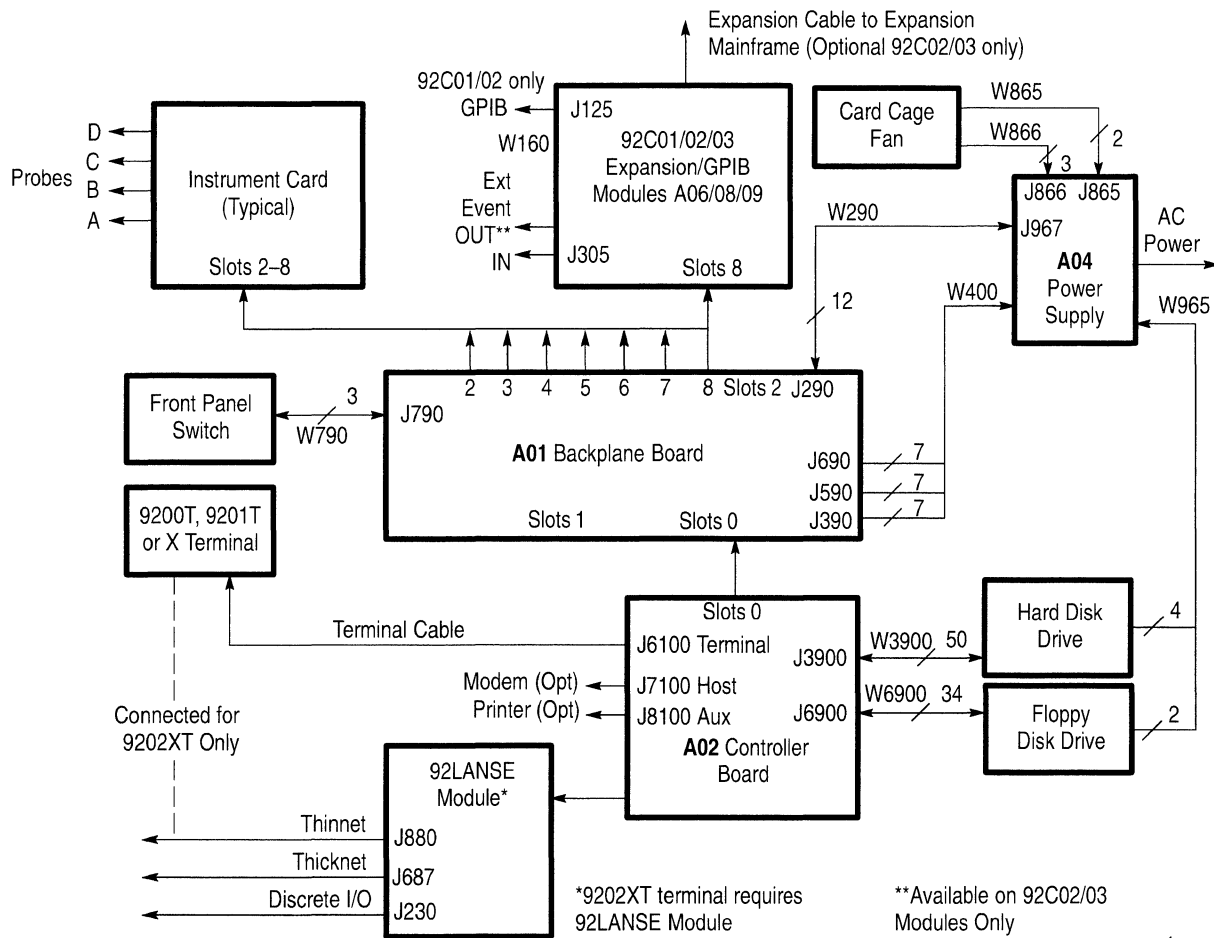 Expansion Cable to Expansion
Mainframe (Optional 92C02/03 only)
92C01/02 only
GPIB
J125
W160
92C01/02/03
Expansion/GPIB
Modules A06/08/09
Ext
Event
OUT**
IN
J305
Slots 8
Probes
D
C
B
A
Instrument Card
(Typical)
Slots 2–8
Card Cage
Fan
W865
W866
2
3
J866
J865
J967
A04
Power
Supply
AC
Power
W290
12
W400
W965
Front Panel
Switch
3
W790
2
3
4
5
6
7
8
Slots 2
J290
J790
A01 Backplane Board
J690
J590
J390
7
7
7
Slots 1
Slots 0
9200T, 9201T
or X Terminal
Terminal Cable
Slots 0
J6100 Terminal
J7100 Host
J8100 Aux
J3900
J6900
A02 Controller
Board
Modem (Opt)
Printer (Opt)
W3900
50
W6900
34
Hard Disk
Drive
4
Floppy
Disk Drive
2
Connected for
9202XT Only
92LANSE
Module*
J880
J687
J230
Thinnet
Thicknet
Discrete I/O
*9202XT terminal requires
92LANSE Module
**Available on 92C02/03
Modules Only